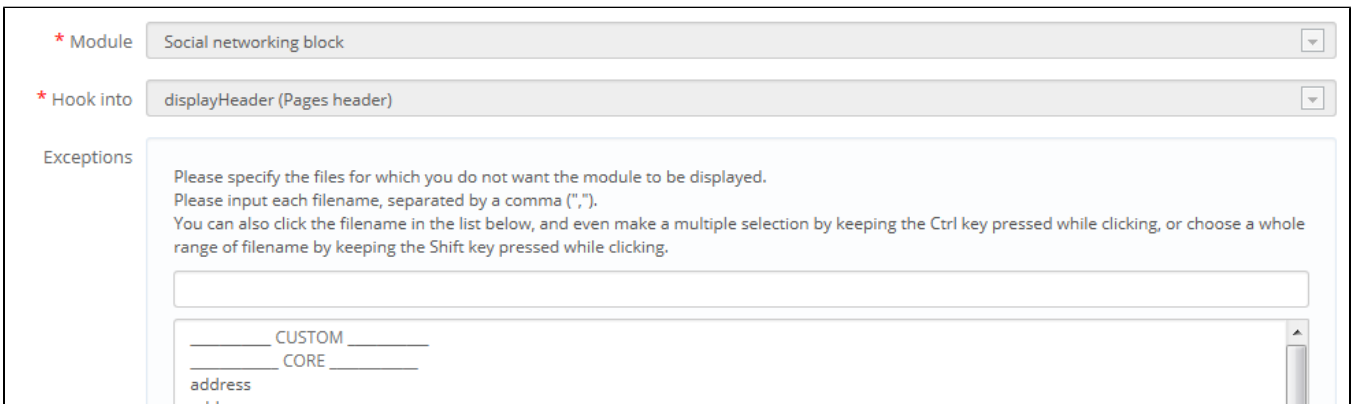 * Module Social networking block
* Hook into displayHeader (Pages header)
Exceptions
Please specify the files for which you do not want the module to be displayed.
Please input each filename, separated by a comma (",").
You can also click the filename in the list below, and even make a multiple selection by keeping the Ctrl key pressed while clicking, or choose a whole
range of filename by keeping the Shift key pressed while clicking.
___________ CUSTOM ___________
____________ CORE ____________
address